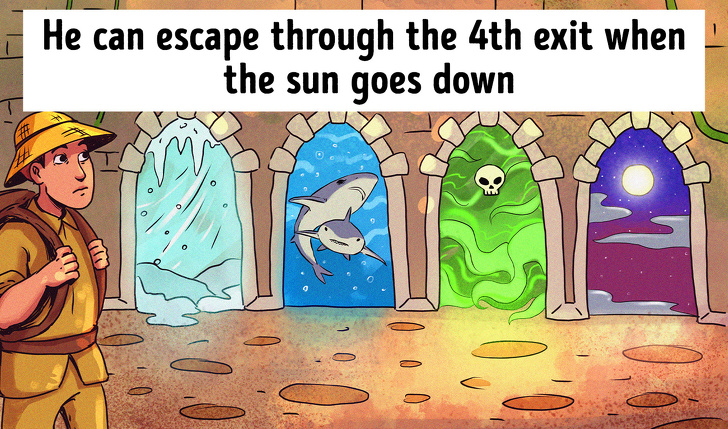 He can escape through the 4th exit when
the sun goes down